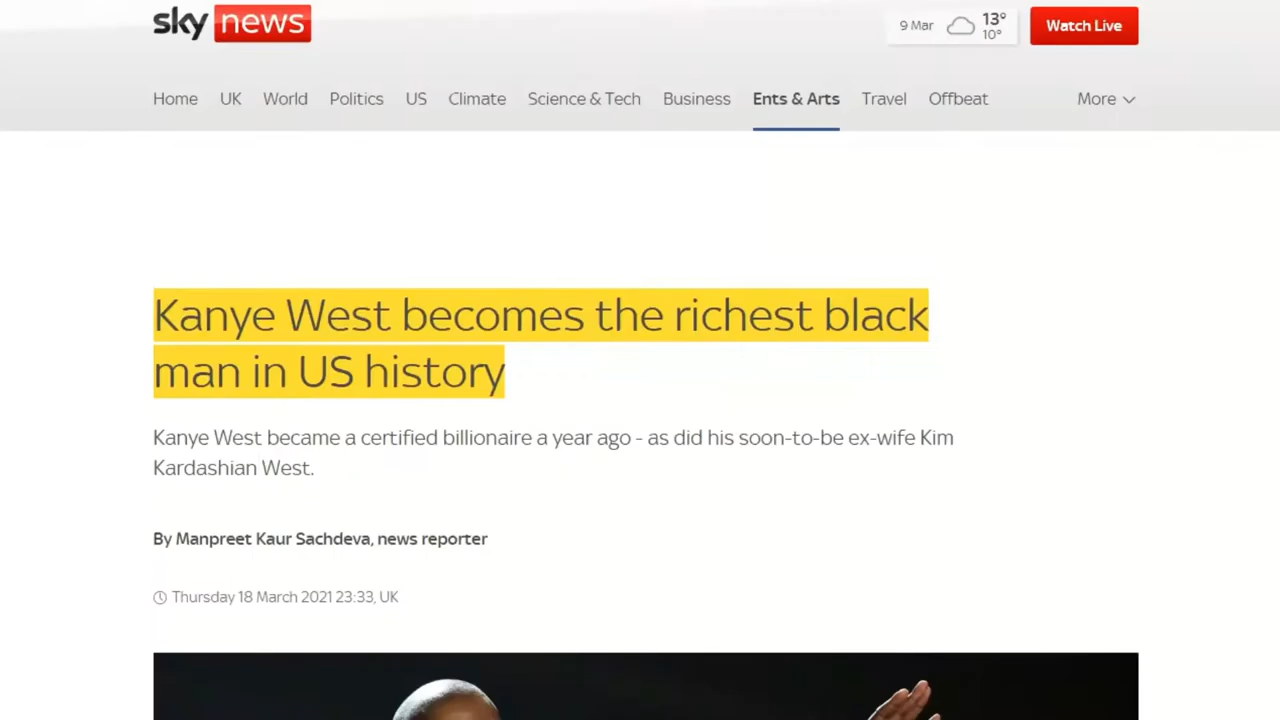 sky news
9 Mar 13° 10°
Watch Live
Home UK World Politics US Climate Science & Tech Business Ents & Arts Travel Offbeat More
Kanye West becomes the richest black
man in US history
Kanye West became a certified billionaire a year ago - as did his soon-to-be ex-wife Kim
Kardashian West.
By Manpreet Kaur Sachdeva, news reporter
Thursday 18 March 2021 23:33, UK